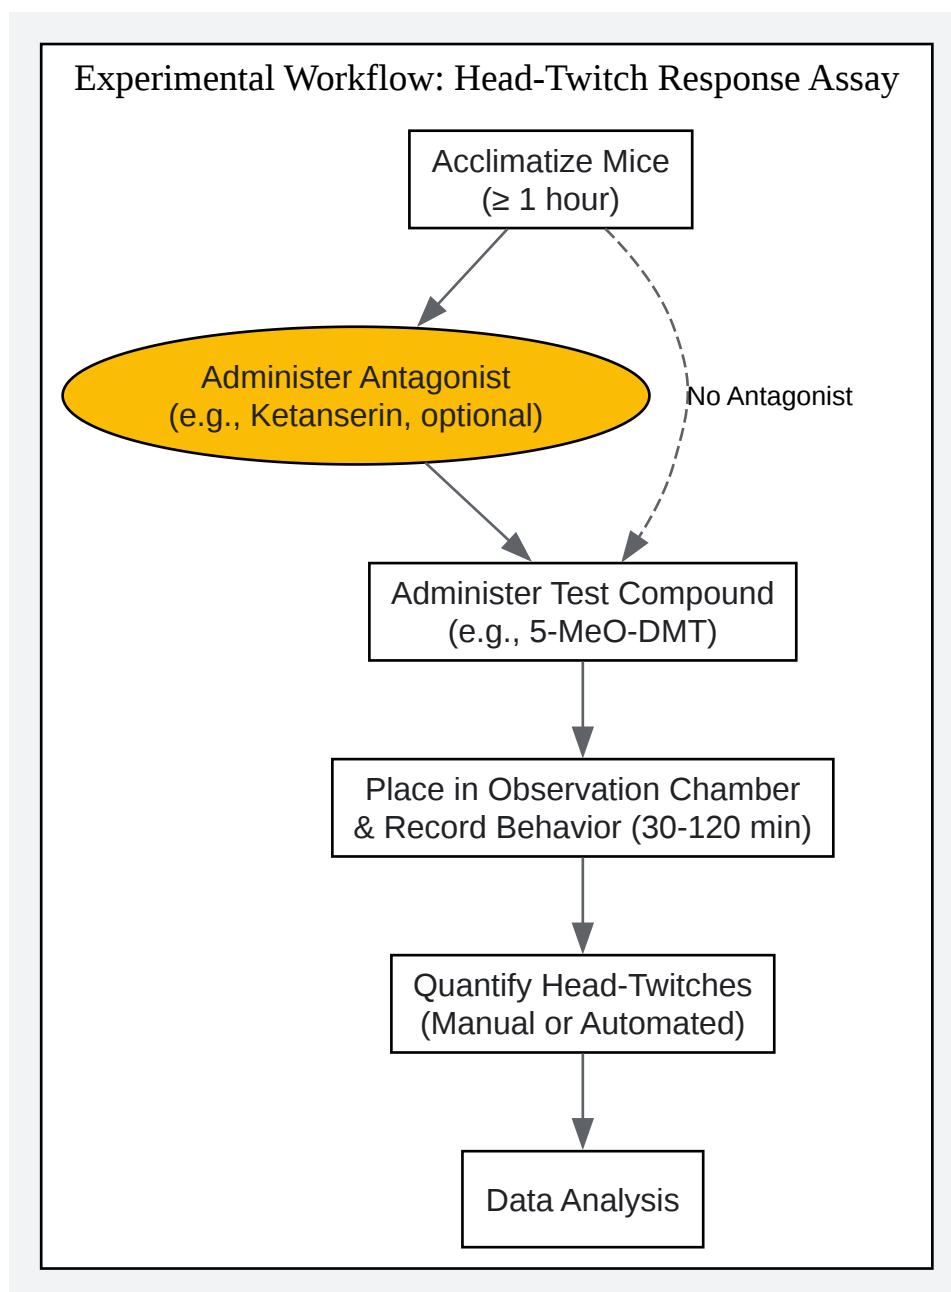 Experimental Workflow: Head-Twitch Response Assay
Acclimatize Mice
(≥ 1 hour)
Administer Antagonist
(e.g., Ketanserin, optional)
No Antagonist
Administer Test Compound
(e.g., 5-MeO-DMT)
Place in Observation Chamber
& Record Behavior (30-120 min)
Quantify Head-Twitches
(Manual or Automated)
Data Analysis